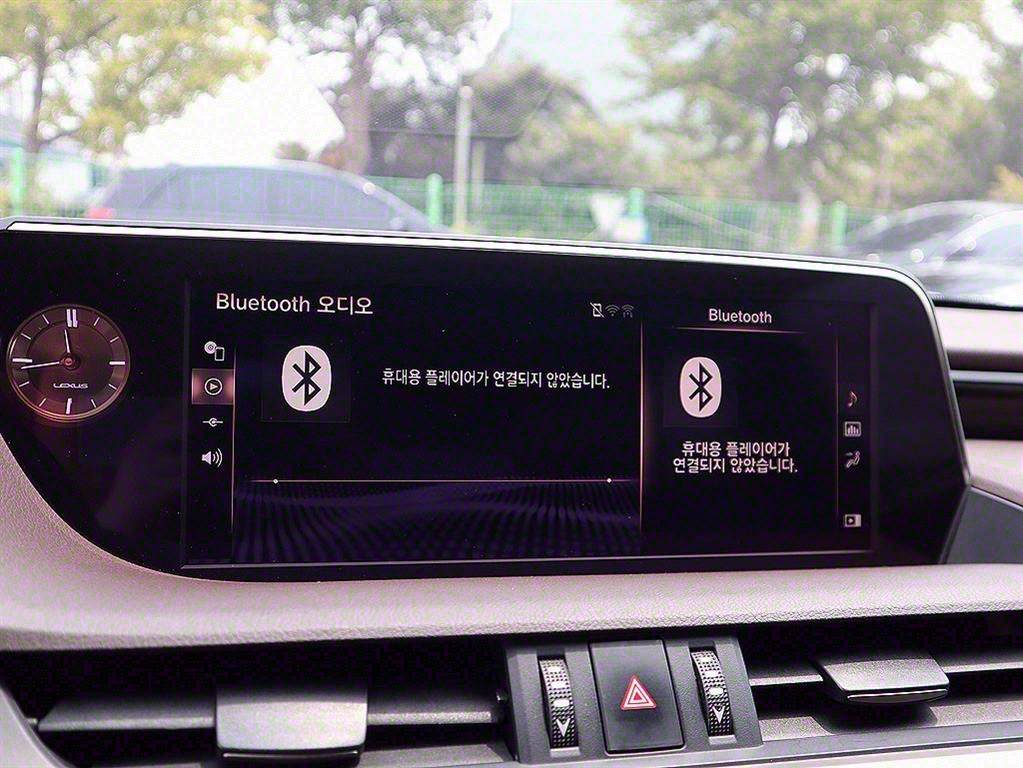 Bluetooth 오디오
휴대용 플레이어가 연결되지 않았습니다.
LEXUS
Bluetooth
휴대용 플레이어가
연결되지 않았습니다.